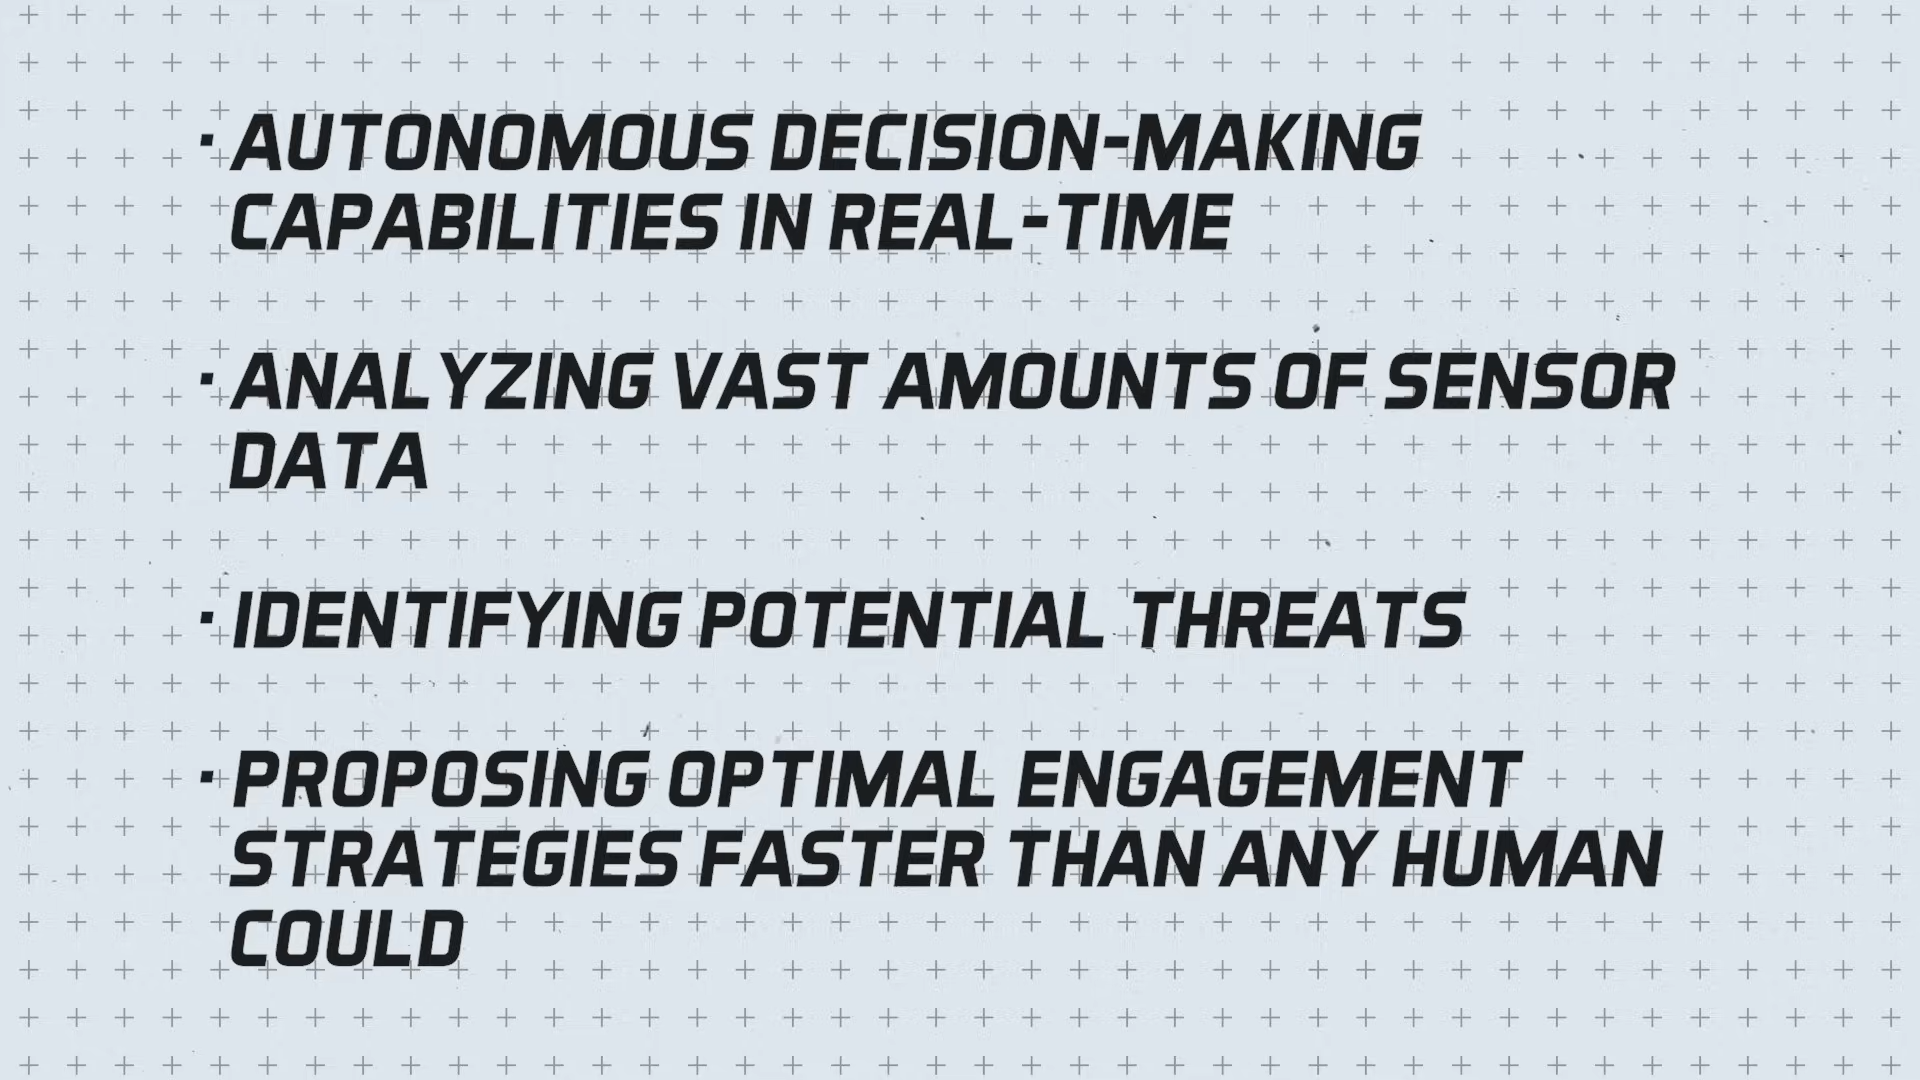 · AUTONOMOUS DECISION-MAKING
CAPABILITIES IN REAL-TIME
· ANALYZING VAST AMOUNTS OF SENSOR
DATA
· IDENTIFYING POTENTIAL THREATS
· PROPOSING OPTIMAL ENGAGEMENT
STRATEGIES FASTER THAN ANY HUMAN
COULD